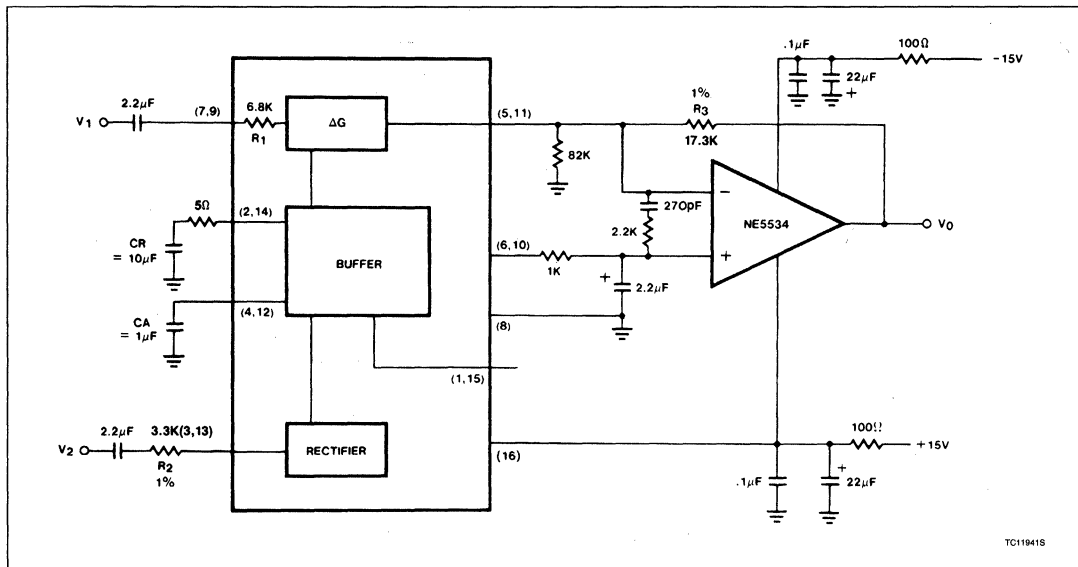 .1µF
100Ω
22µF
+
−15V
2.2µF
V1
(7,9)
6.8K
R1
ΔG
(5,11)
1%
R3
17.3K
82K
5Ω
(2,14)
CR
= 10µF
BUFFER
270pF
2.2K
−
NE5534
V0
(6,10)
1K
+
+
2.2µF
CA
= 1µF
(4,12)
(8)
(1,15)
2.2µF
3.3K(3,13)
V2
R2
1%
RECTIFIER
(16)
100Ω
+15V
.1µF
+
22µF
TC11941S